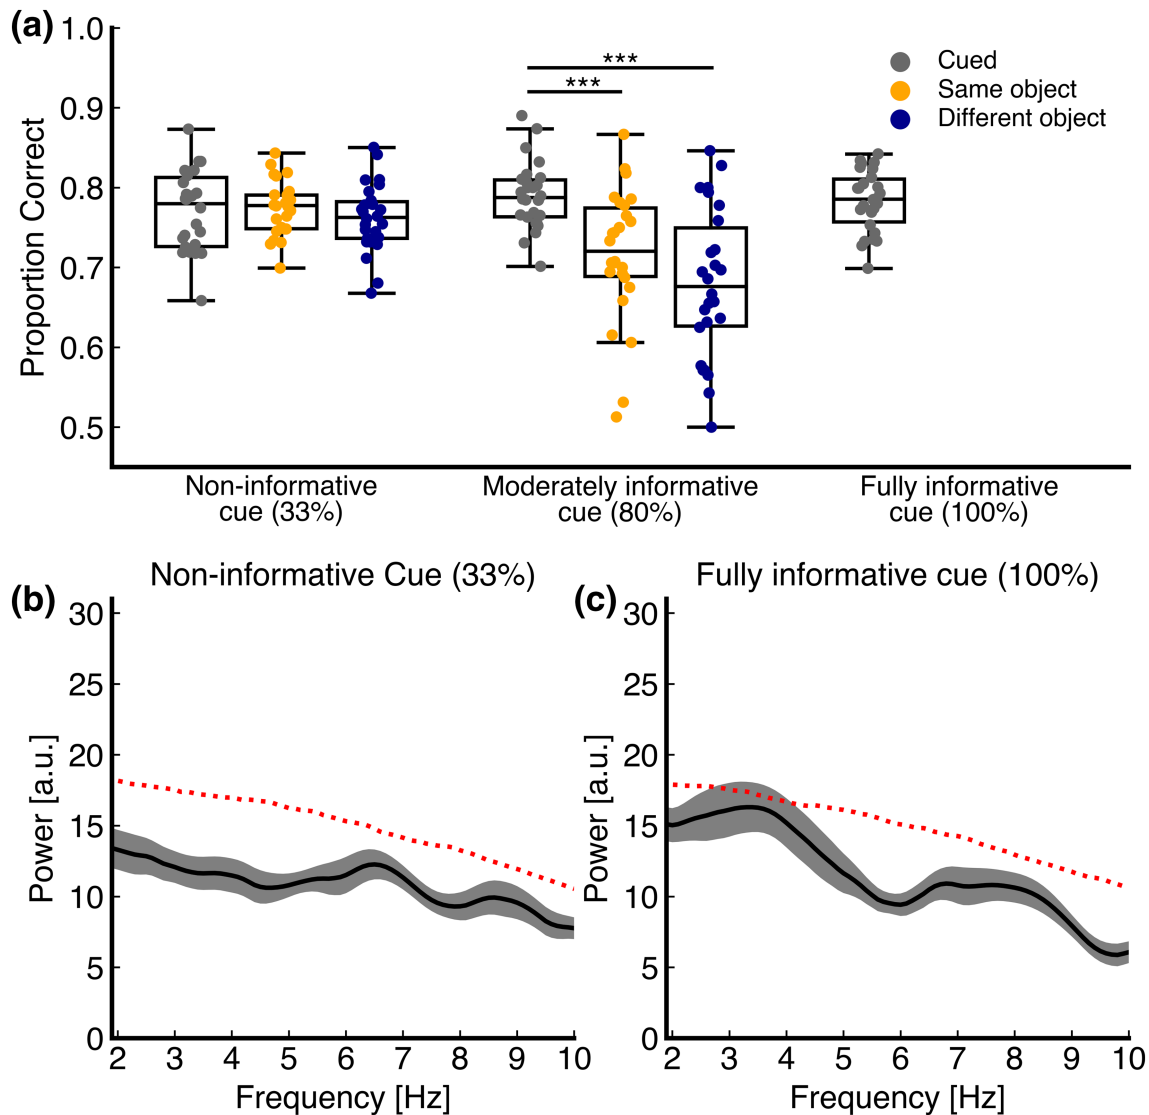 (a)
Proportion Correct
1.0
0.9
0.8
0.7
0.6
0.5
***
***
Cued
Same object
Different object
Non-informative
cue (33%)
Moderately informative
cue (80%)
Fully informative
cue (100%)
(b)
Non-informative Cue (33%)
Power [a.u.]
30
25
20
15
10
5
0
2 3 4 5 6 7 8 9 10
Frequency [Hz]
(c)
Fully informative cue (100%)
Power [a.u.]
30
25
20
15
10
5
0
2 3 4 5 6 7 8 9 10
Frequency [Hz]